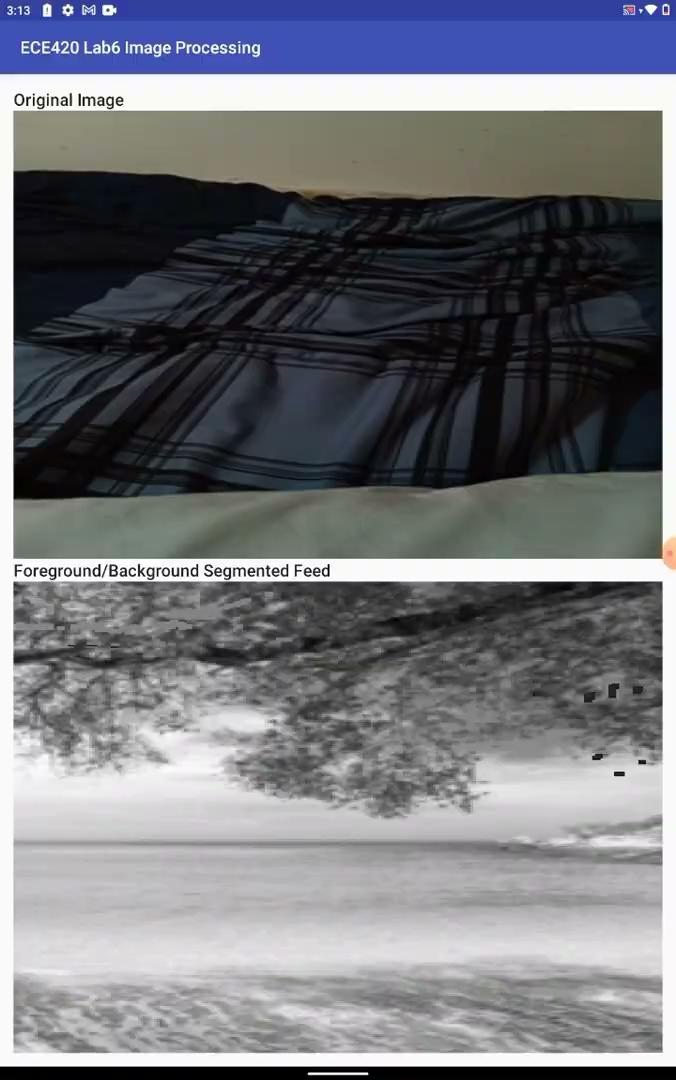 3:13
ECE420 Lab6 Image Processing
Original Image
Foreground/Background Segmented Feed